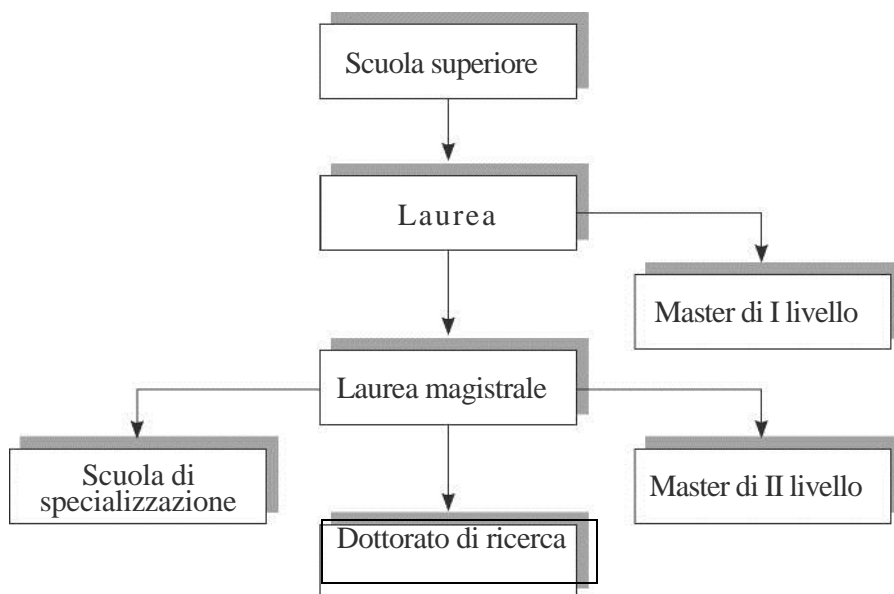 Scuola superiore
Laurea
Master di I livello
Laurea magistrale
Scuola di
specializzazione
Master di II livello
Dottorato di ricerca